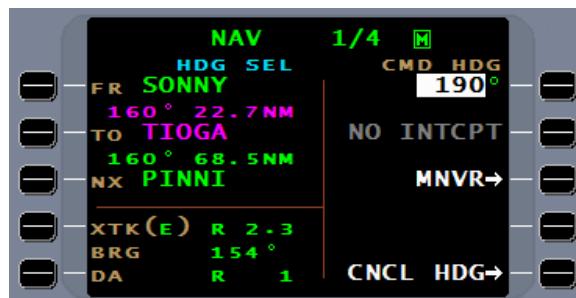 NAV 1/4 M
HDG SEL CMD HDG
FR SONNY 190°
160° 22.7NM
TO TIOGA NO INTCPT
160° 68.5NM
NX PINNI MNVR→
XTK(E) R 2.3
BRG 154°
DA R 1 CNCL HDG→